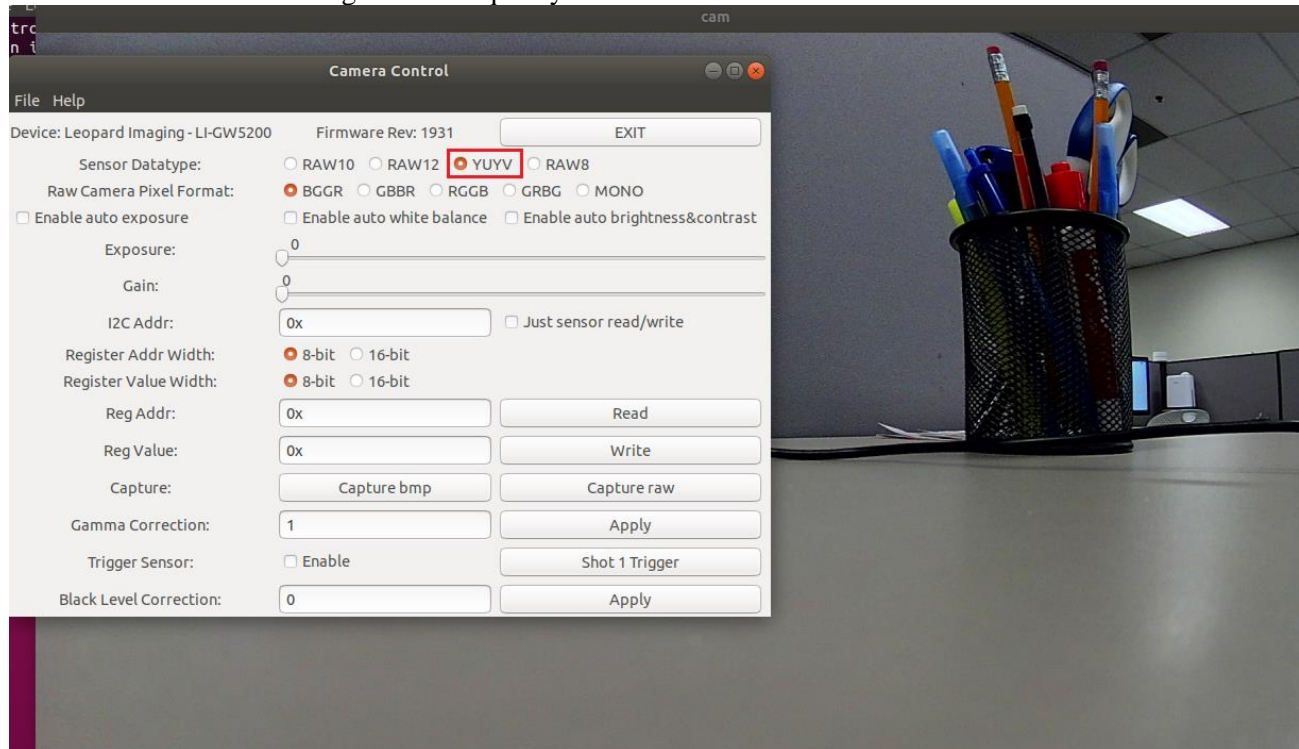 cam
trc
n i
Camera Control
File Help
Device: Leopard Imaging - LI-GW5200 Firmware Rev: 1931 EXIT
Sensor Datatype: RAW10 RAW12 YUYV RAW8
Raw Camera Pixel Format: BGGR GBBR RGGB GRBG MONO
Enable auto exposure Enable auto white balance Enable auto brightness&contrast
Exposure: 0
Gain: 0
I2C Addr: 0x Just sensor read/write
Register Addr Width: 8-bit 16-bit
Register Value Width: 8-bit 16-bit
Reg Addr: 0x Read
Reg Value: 0x Write
Capture: Capture bmp Capture raw
Gamma Correction: 1 Apply
Trigger Sensor: Enable Shot 1 Trigger
Black Level Correction: 0 Apply